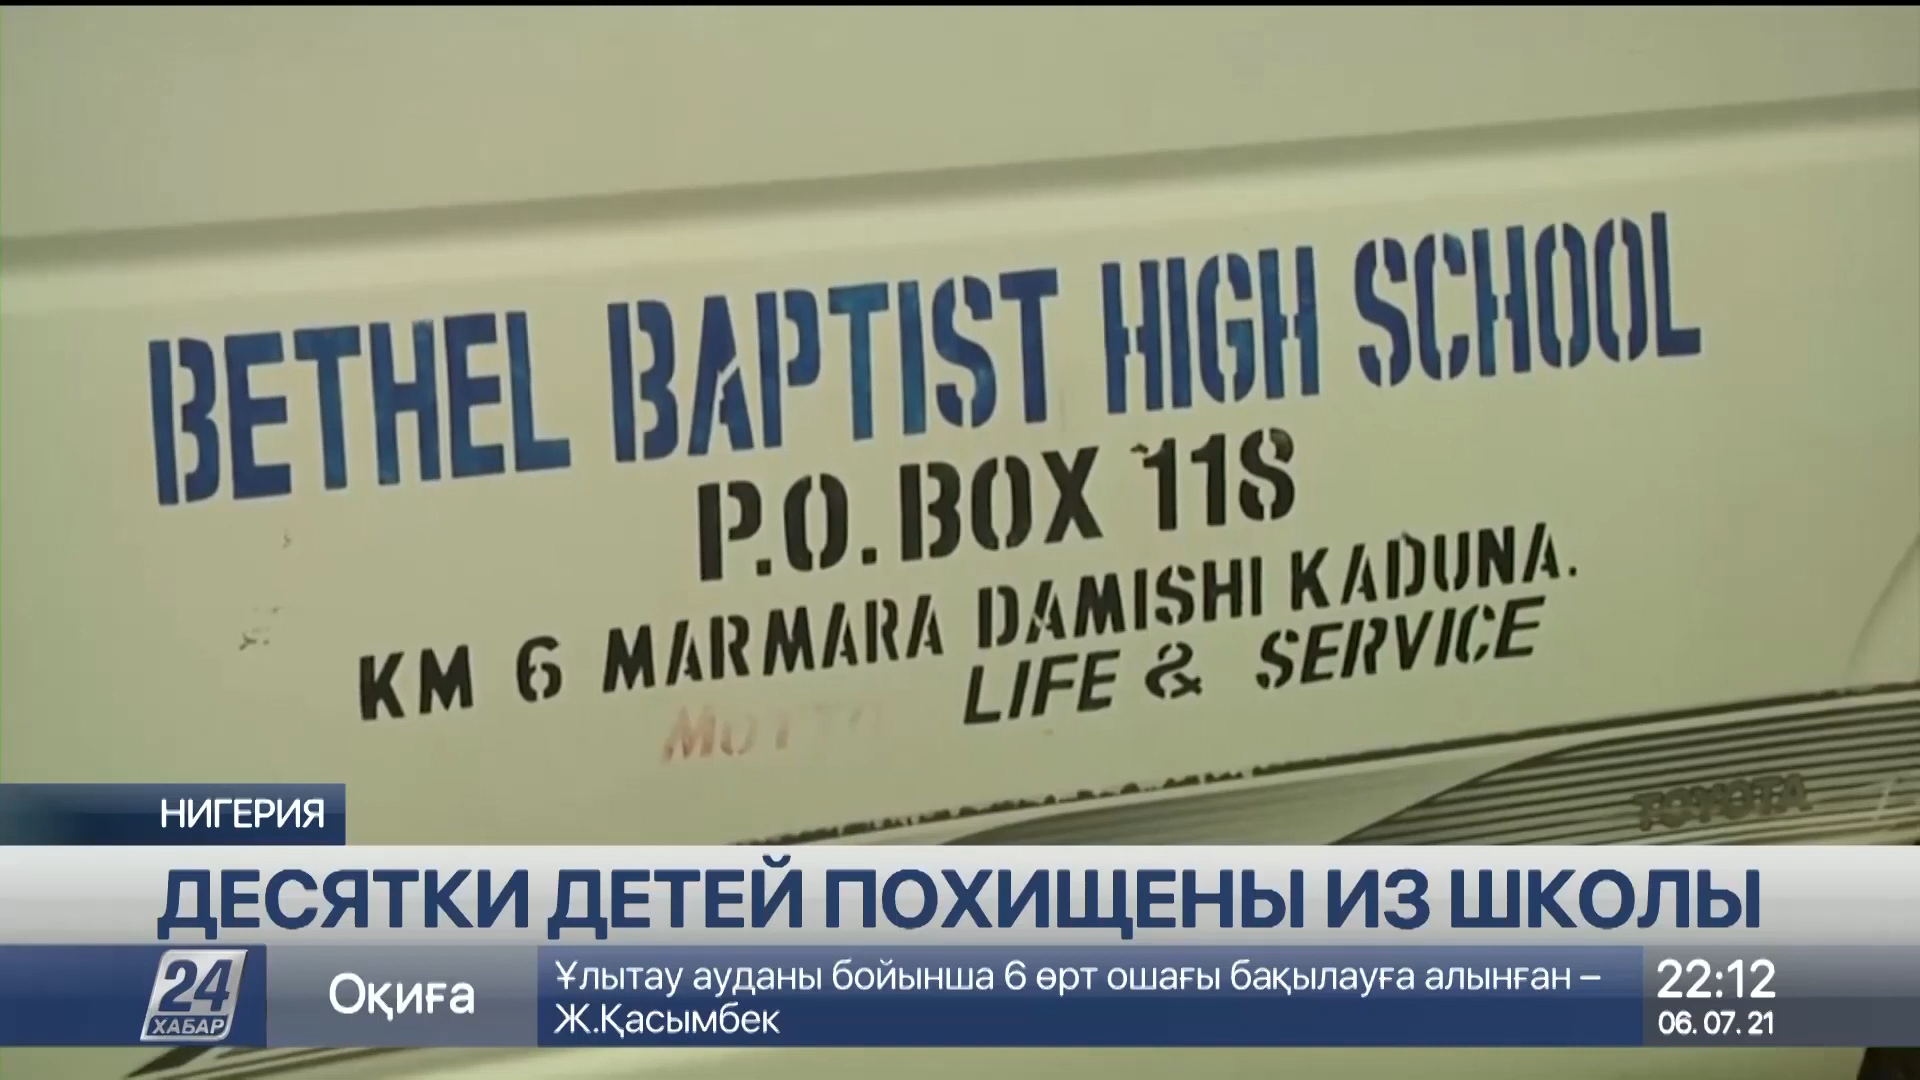 BETHEL BAPTIST HIGH SCHOOL
P.O. BOX 118
KM 6 MARMARA DAMISHI KADUNA.
MOTTO LIFE & SERVICE
TOYOTA
НИГЕРИЯ
ДЕСЯТКИ ДЕТЕЙ ПОХИЩЕНЫ ИЗ ШКОЛЫ
24 ХАБАР
Оқиға
Ұлытау ауданы бойынша 6 өрт ошағы бақылауға алынған –
Ж.Қасымбек
22:12
06. 07. 21